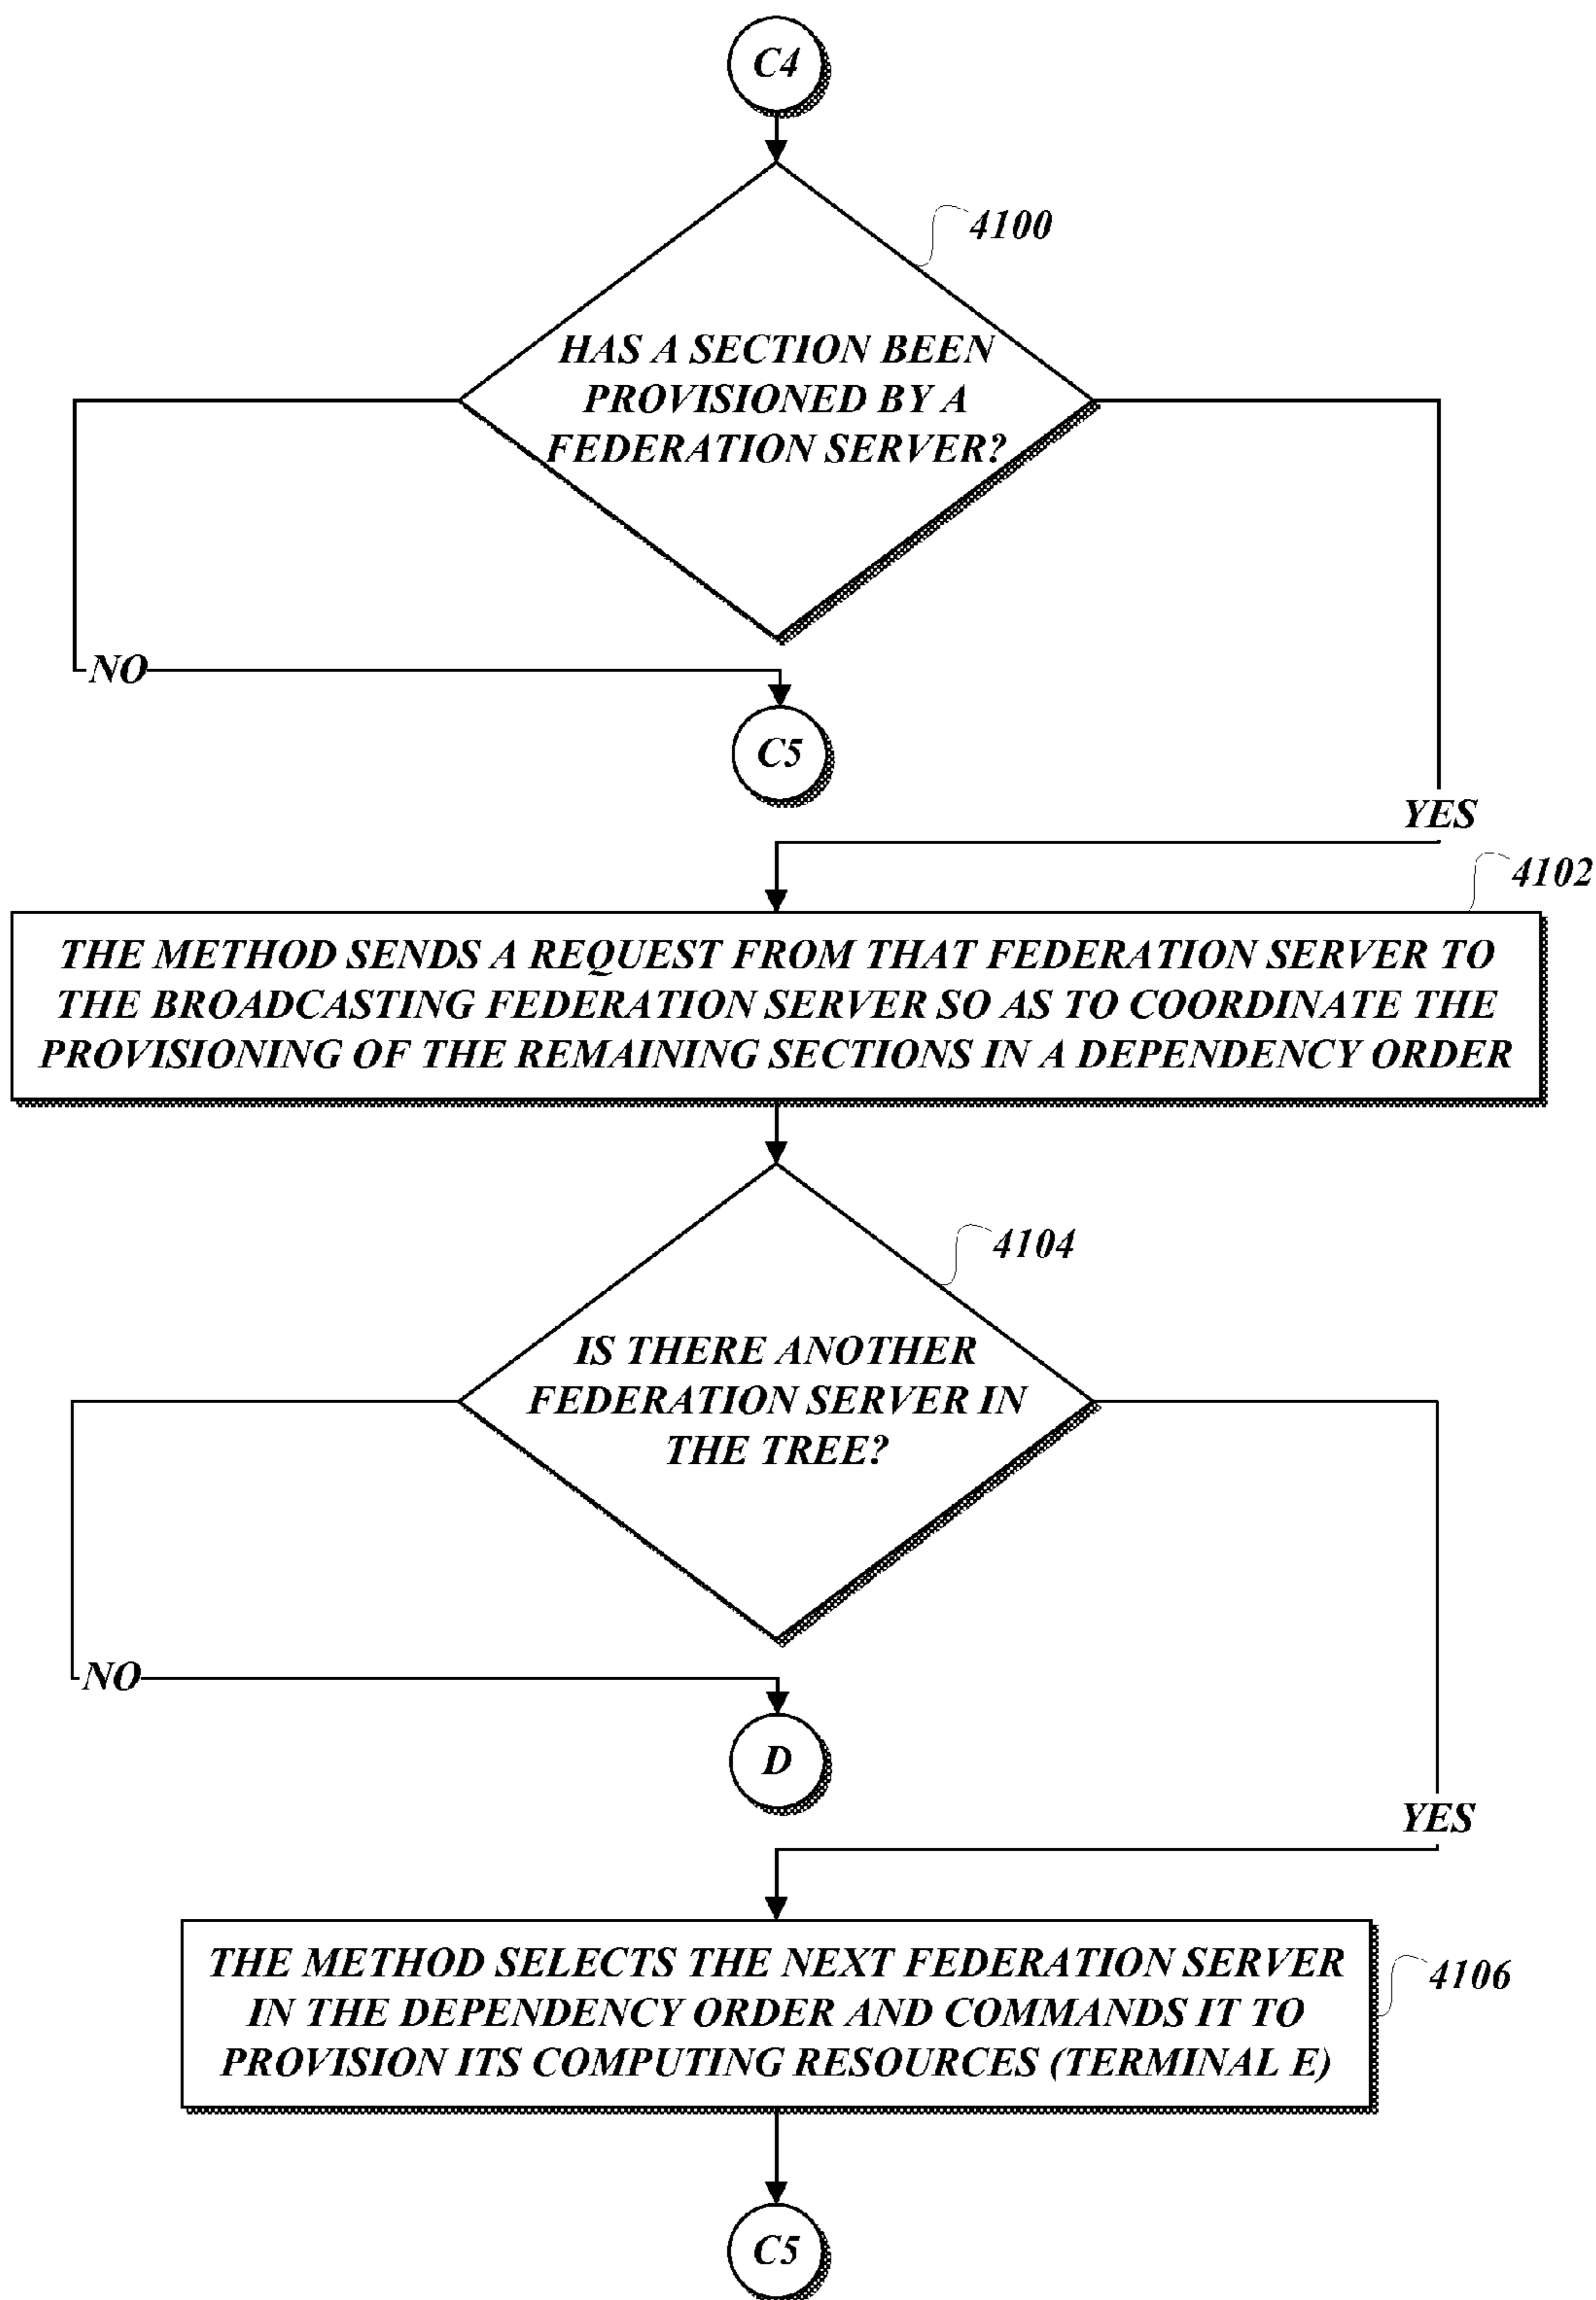 C4
4100
HAS A SECTION BEEN
PROVISIONED BY A
FEDERATION SERVER?
NO
C5
YES
4102
THE METHOD SENDS A REQUEST FROM THAT FEDERATION SERVER TO
THE BROADCASTING FEDERATION SERVER SO AS TO COORDINATE THE
PROVISIONING OF THE REMAINING SECTIONS IN A DEPENDENCY ORDER
4104
IS THERE ANOTHER
FEDERATION SERVER IN
THE TREE?
NO
D
YES
THE METHOD SELECTS THE NEXT FEDERATION SERVER
4106
IN THE DEPENDENCY ORDER AND COMMANDS IT TO
PROVISION ITS COMPUTING RESOURCES (TERMINAL E)
C5